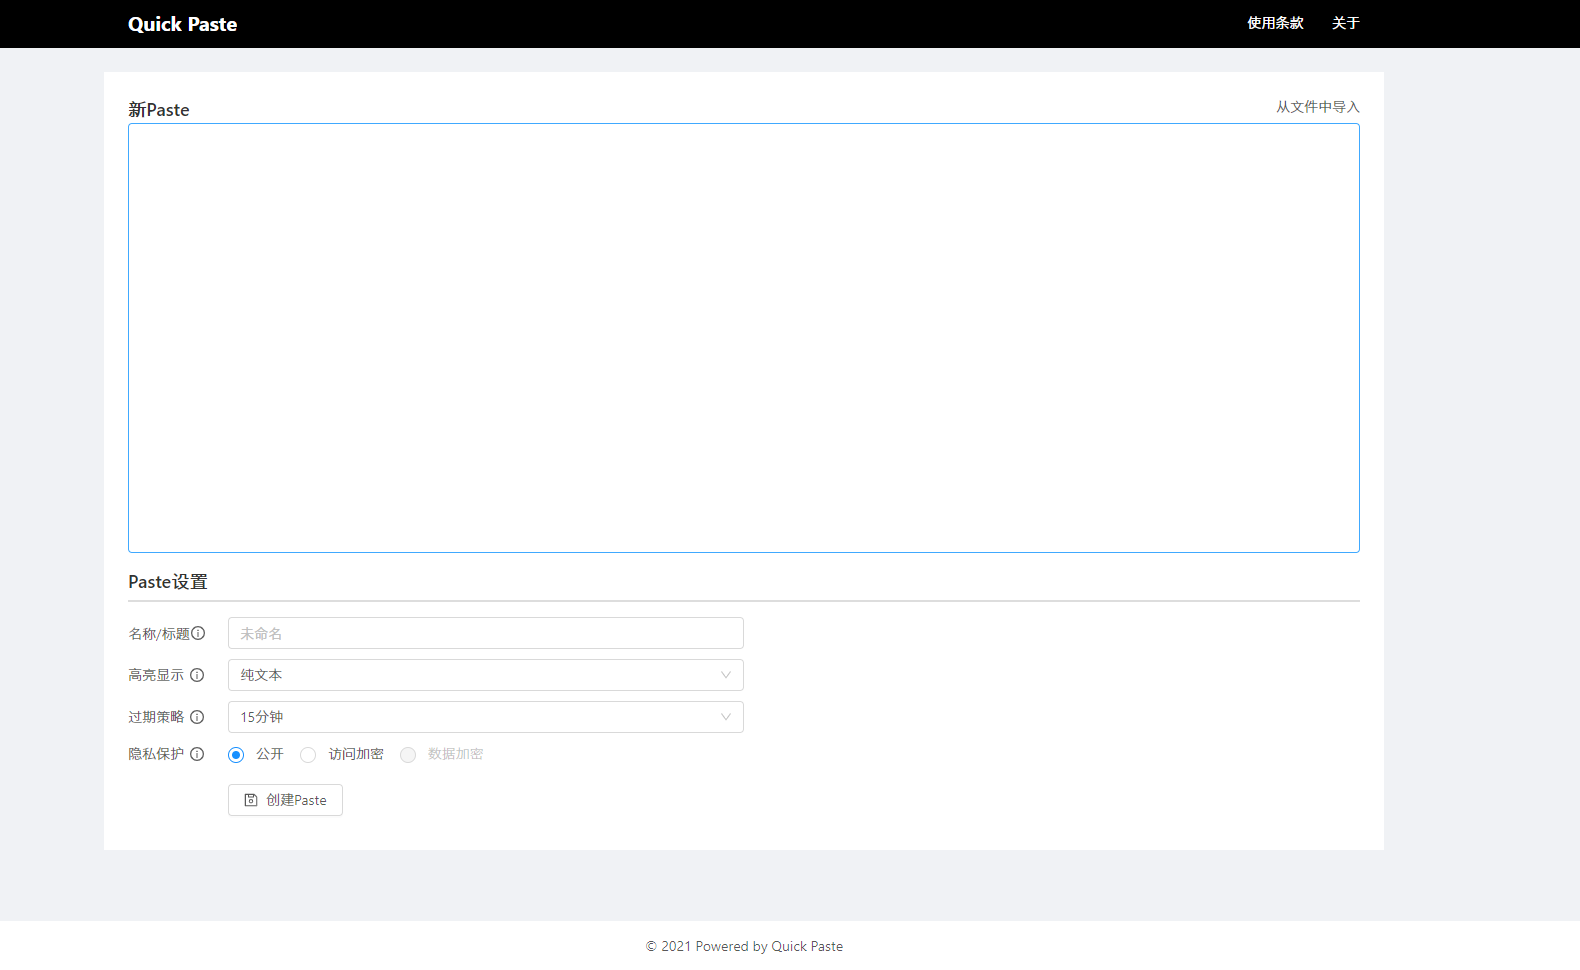 Quick Paste
使用条款 关于
新Paste
从文件中导入
Paste设置
名称/标题 未命名
高亮显示 纯文本
过期策略 15分钟
隐私保护 公开 访问加密 数据加密
创建Paste
© 2021 Powered by Quick Paste